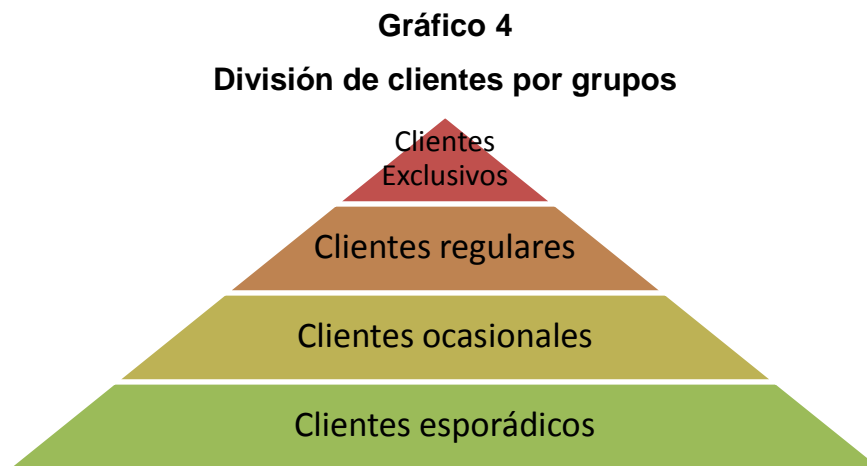 Gráfico 4
División de clientes por grupos
Clientes
Exclusivos
Clientes regulares
Clientes ocasionales
Clientes esporádicos